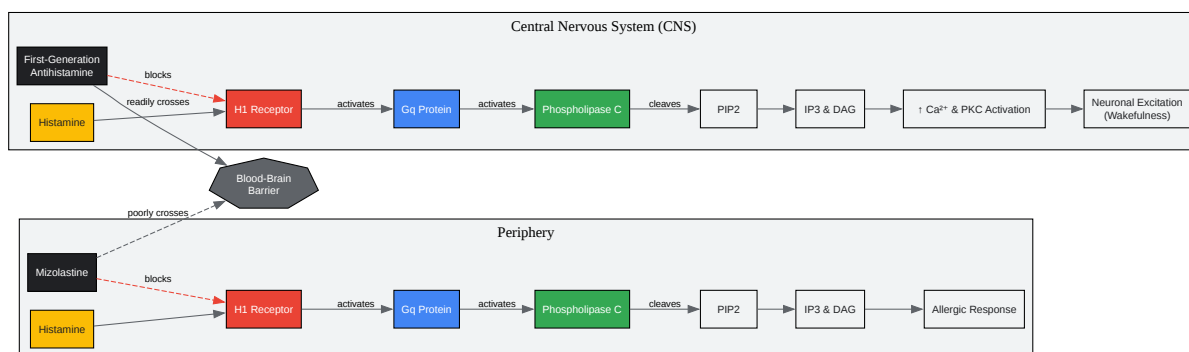 Central Nervous System (CNS)
First-Generation
Antihistamine
blocks
readily crosses
Histamine
H1 Receptor
activates
Gq Protein
activates
Phospholipase C
cleaves
PIP2
IP3 & DAG
↑ Ca²⁺ & PKC Activation
Neuronal Excitation
(Wakefulness)
Blood-Brain
Barrier
poorly crosses
Periphery
Mizolastine
blocks
Histamine
H1 Receptor
activates
Gq Protein
activates
Phospholipase C
cleaves
PIP2
IP3 & DAG
Allergic Response